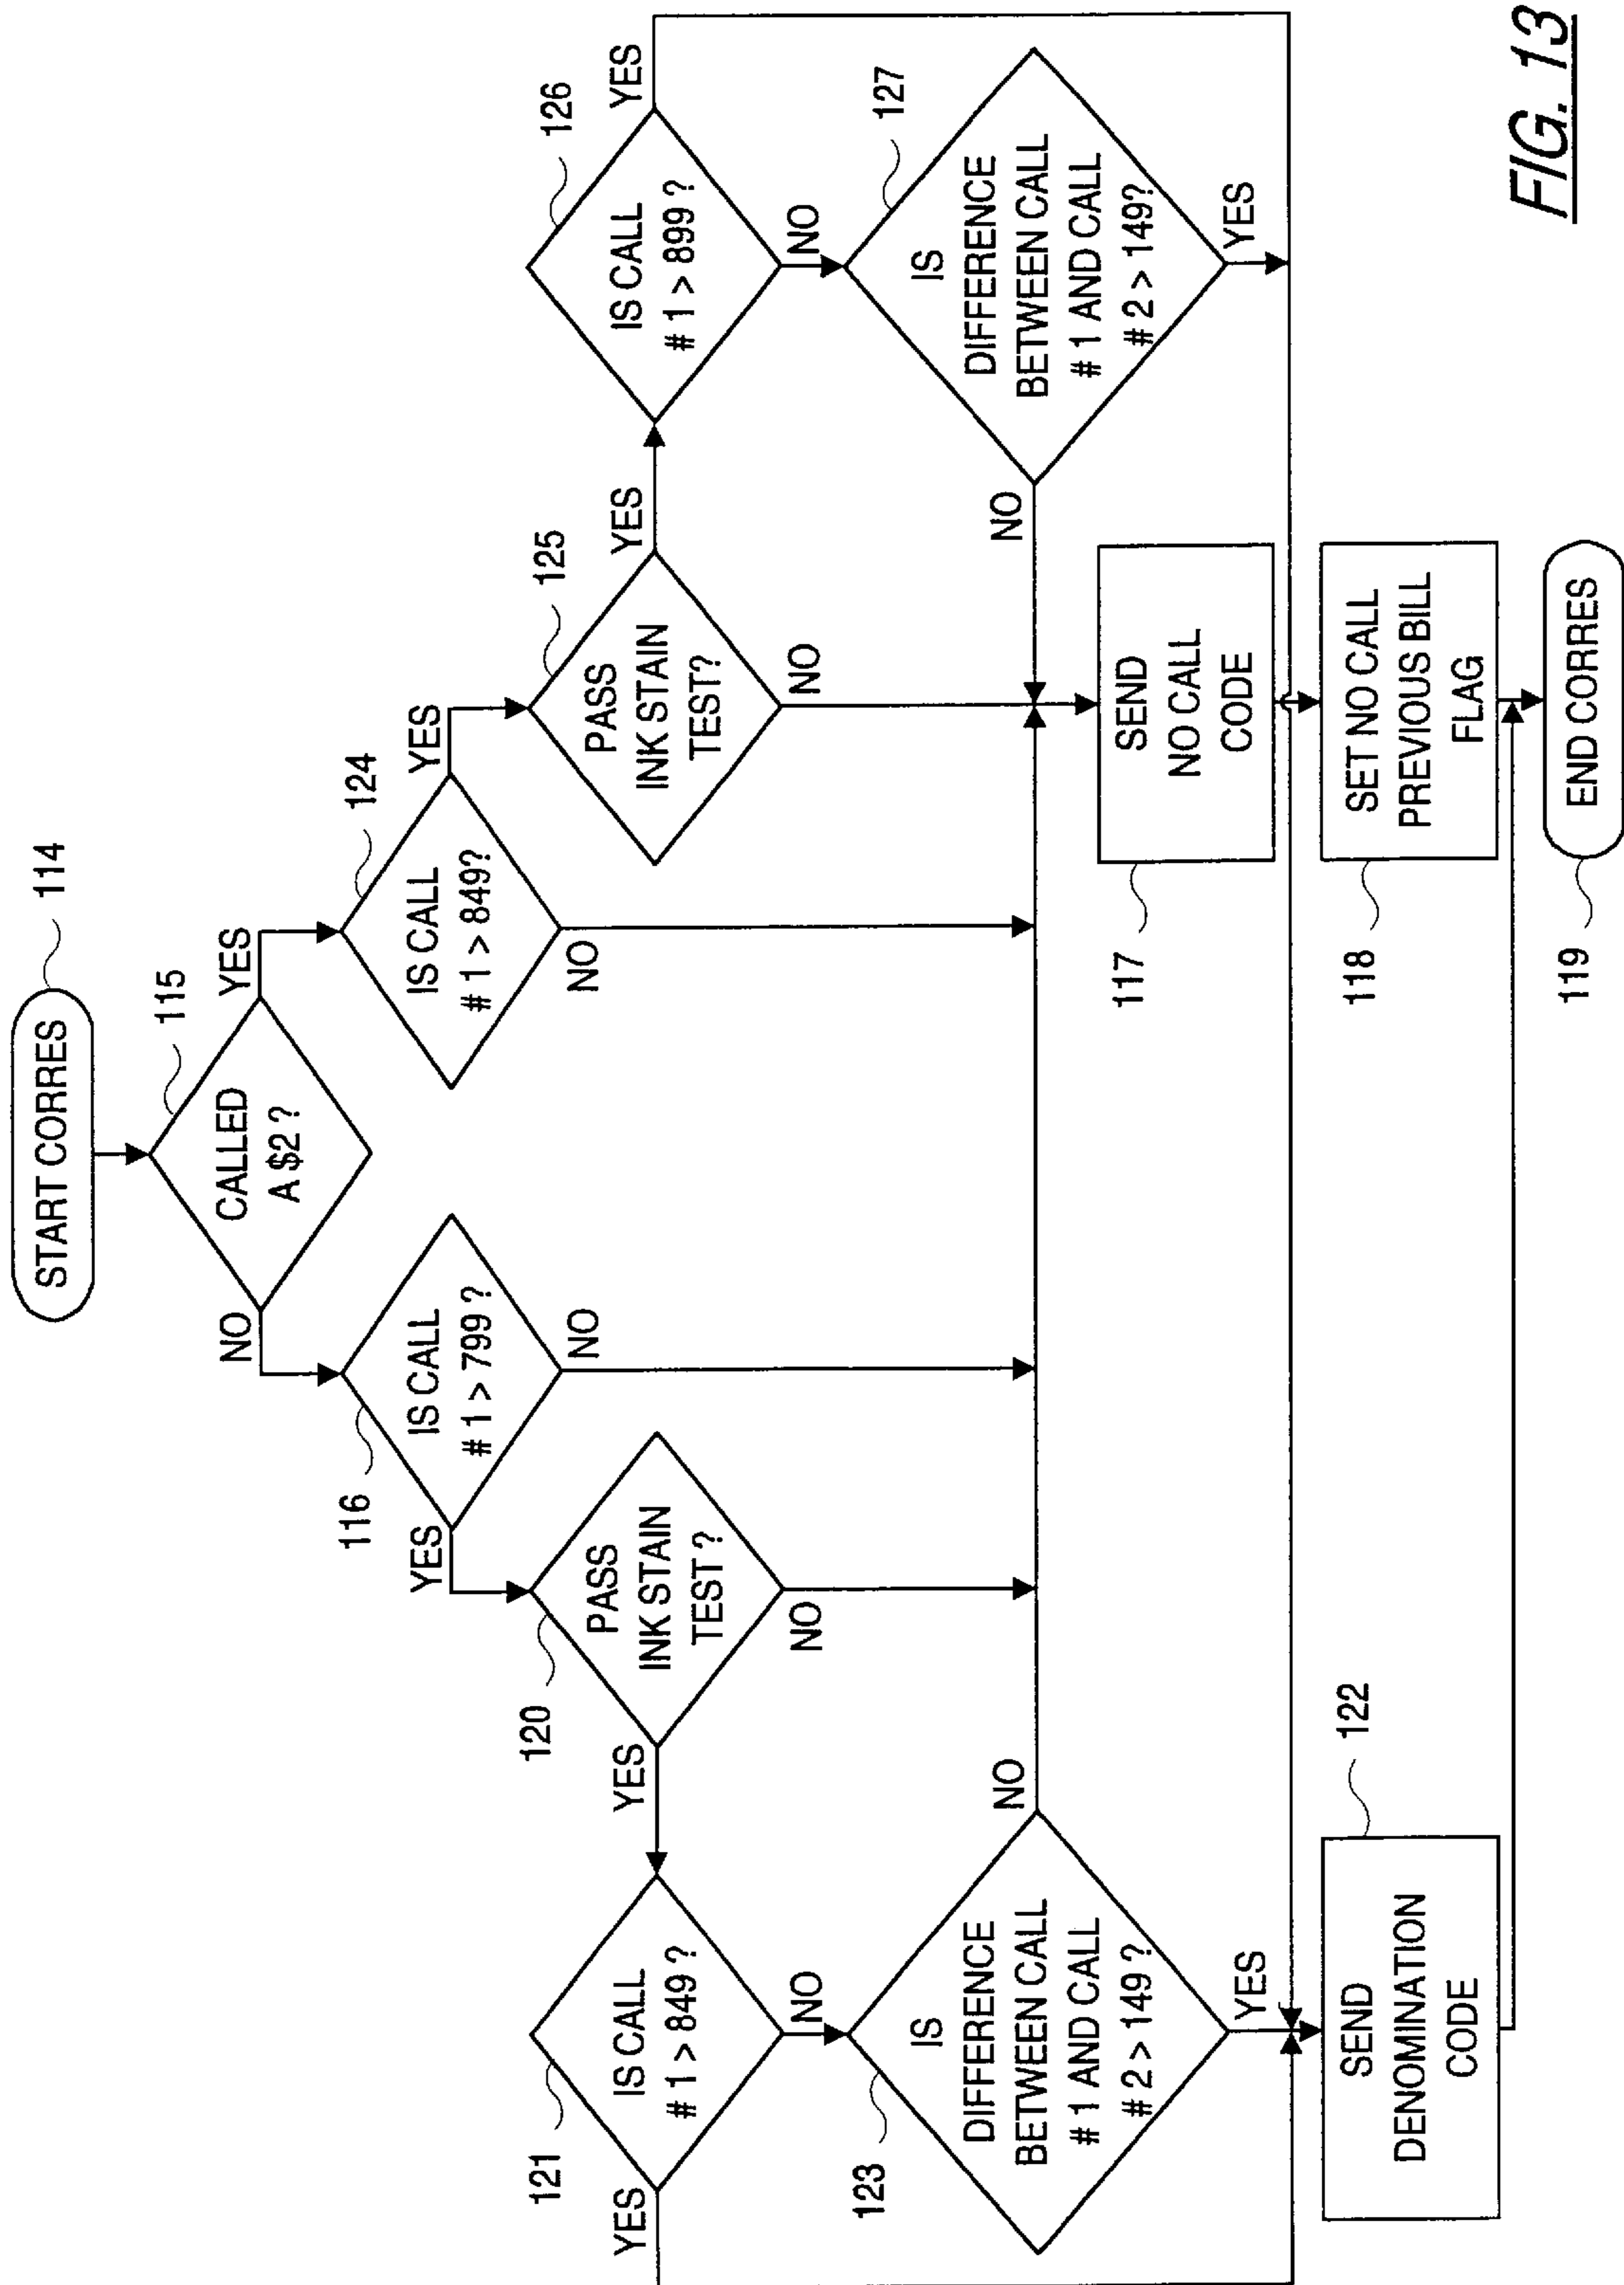 START CORRES
114
CALLED
A $2 ?
115
NO
YES
IS CALL
# 1 > 799 ?
116
YES
NO
IS CALL
# 1 > 849?
124
YES
NO
PASS
INK STAIN
TEST ?
120
YES
NO
PASS
INK STAIN
TEST?
125
YES
NO
IS CALL
# 1 > 849 ?
121
YES
NO
IS CALL
# 1 > 899 ?
126
YES
NO
IS
DIFFERENCE
BETWEEN CALL
# 1 AND CALL
# 2 > 149 ?
123
NO
YES
IS
DIFFERENCE
BETWEEN CALL
# 1 AND CALL
# 2 > 149?
127
NO
YES
SEND
NO CALL
CODE
117
SEND
DENOMINATION
CODE
122
SET NO CALL
PREVIOUS BILL
FLAG
118
END CORRES
119
FIG. 13